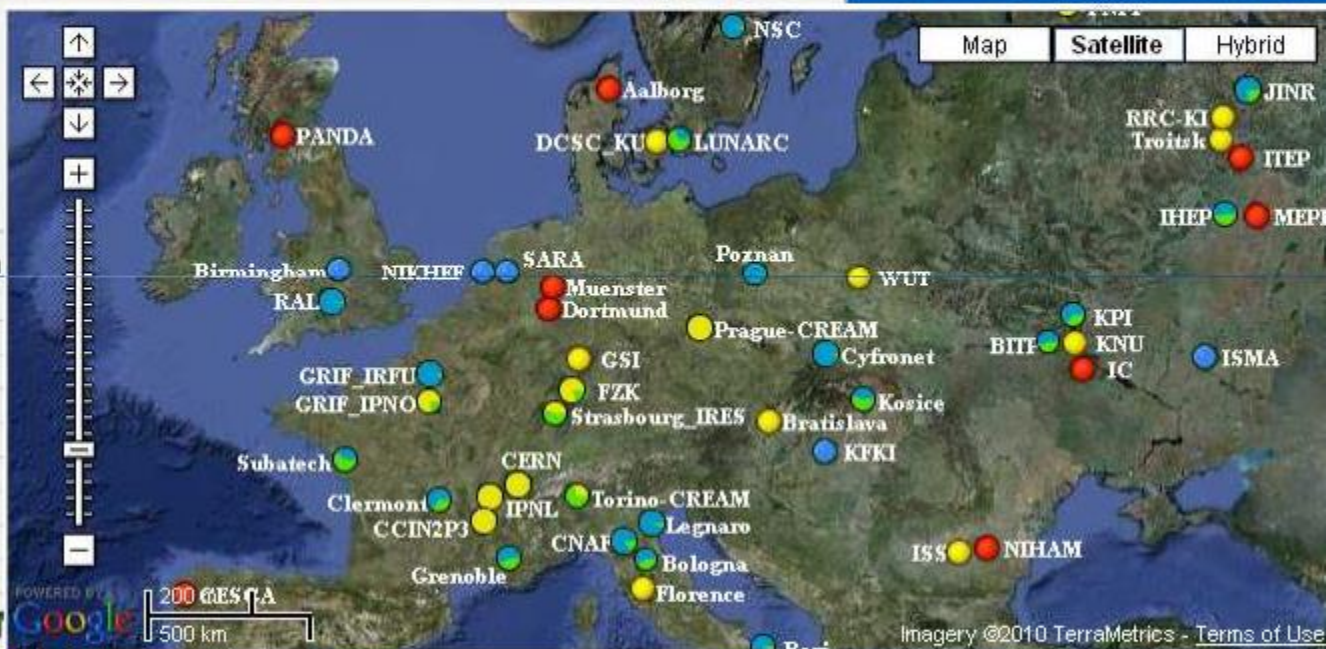 NSC
Map
Satellite
Hybrid
Aalborg
JINR
PANDA
DCSC_KU
LUNARC
RRC-KI
Troitsk
ITEP
IHEP
Birmingham
NIKHEF
SARA
Poznan
WUT
RAL
Muenster
Dortmund
Prague-CREAM
KPI
BITP
KNU
Cyfronet
ISMA
GRIF_IRFU
GSI
IC
GRIF_IPNO
FZK
Kosice
Strasbourg_IRES
Bratislava
Subatech
CERN
KFKI
Clermont
IPNL
Torino-CREAM
CCIN2P3
Legnaro
CNAF
ISS
NIHAM
Grenoble
Bologna
POWERED BY
Google
200
CESGA
Florence
500 km
Imagery ©2010 TerraMetrics - Terms of Use